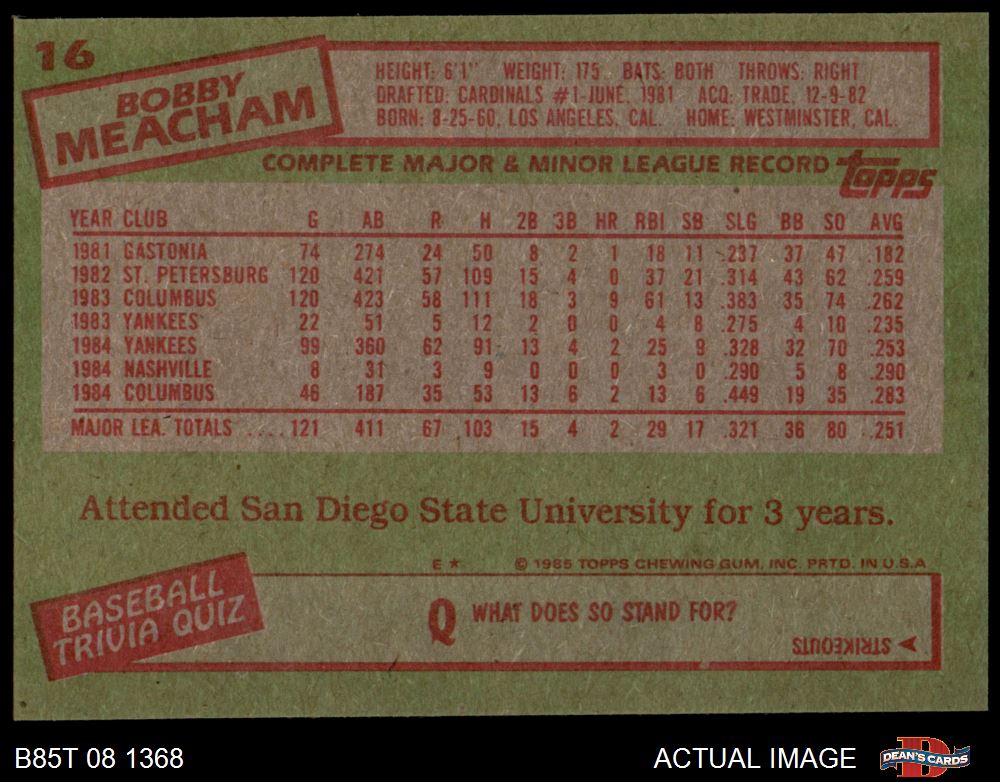 16
BOBBY
MEACHAM
HEIGHT: 6'1" WEIGHT: 175 BATS: BOTH THROWS: RIGHT
DRAFTED: CARDINALS #1-JUNE, 1981 ACQ: TRADE, 12-9-82
BORN: 8-25-60, LOS ANGELES, CAL. HOME: WESTMINSTER, CAL.
COMPLETE MAJOR & MINOR LEAGUE RECORD topps
YEAR CLUB G AB R H 2B 3B HR RBI SB SLG BB SO AVG
1981 GASTONIA 74 274 24 50 8 2 1 18 11 .237 37 47 .182
1982 ST. PETERSBURG 120 421 57 109 15 4 0 37 21 .314 43 62 .259
1983 COLUMBUS 120 423 58 111 18 3 9 61 13 .383 35 74 .262
1983 YANKEES 22 51 5 12 2 0 0 4 8 .275 4 10 .235
1984 YANKEES 99 360 62 91 13 4 2 25 9 .328 32 70 .253
1984 NASHVILLE 8 31 3 9 0 0 0 3 0 .290 5 8 .290
1984 COLUMBUS 46 187 35 53 13 6 2 13 6 .449 19 35 .283
MAJOR LEA. TOTALS ....121 411 67 103 15 4 2 29 17 .321 36 80 .251
Attended San Diego State University for 3 years.
E ★ © 1985 TOPPS CHEWING GUM, INC. PRTD. IN U.S.A
BASEBALL
TRIVIA QUIZ
Q WHAT DOES SO STAND FOR?
STRIKEOUTS
B85T 08 1368 ACTUAL IMAGE DEAN'S CARDS